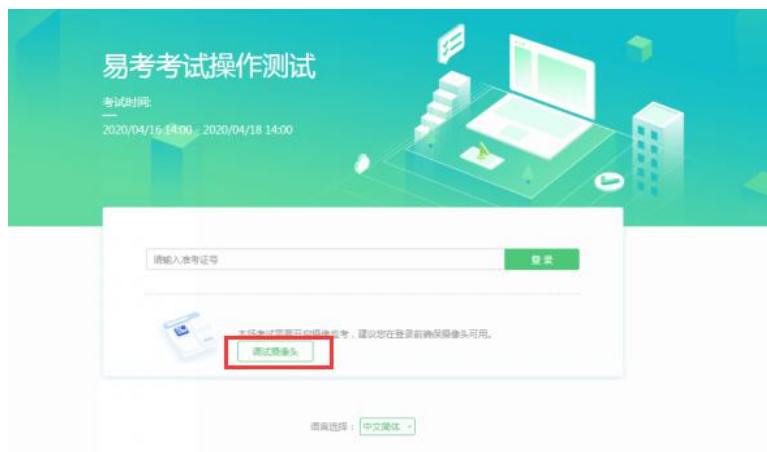 易考考试操作测试
考试时间:
2020/04/16 14:00 - 2020/04/18 14:00
请输入准考证号
登录
本场考试需要开启摄像监考，建议您在登录前确保摄像头可用。
调试摄像头
语言选择： 中文简体